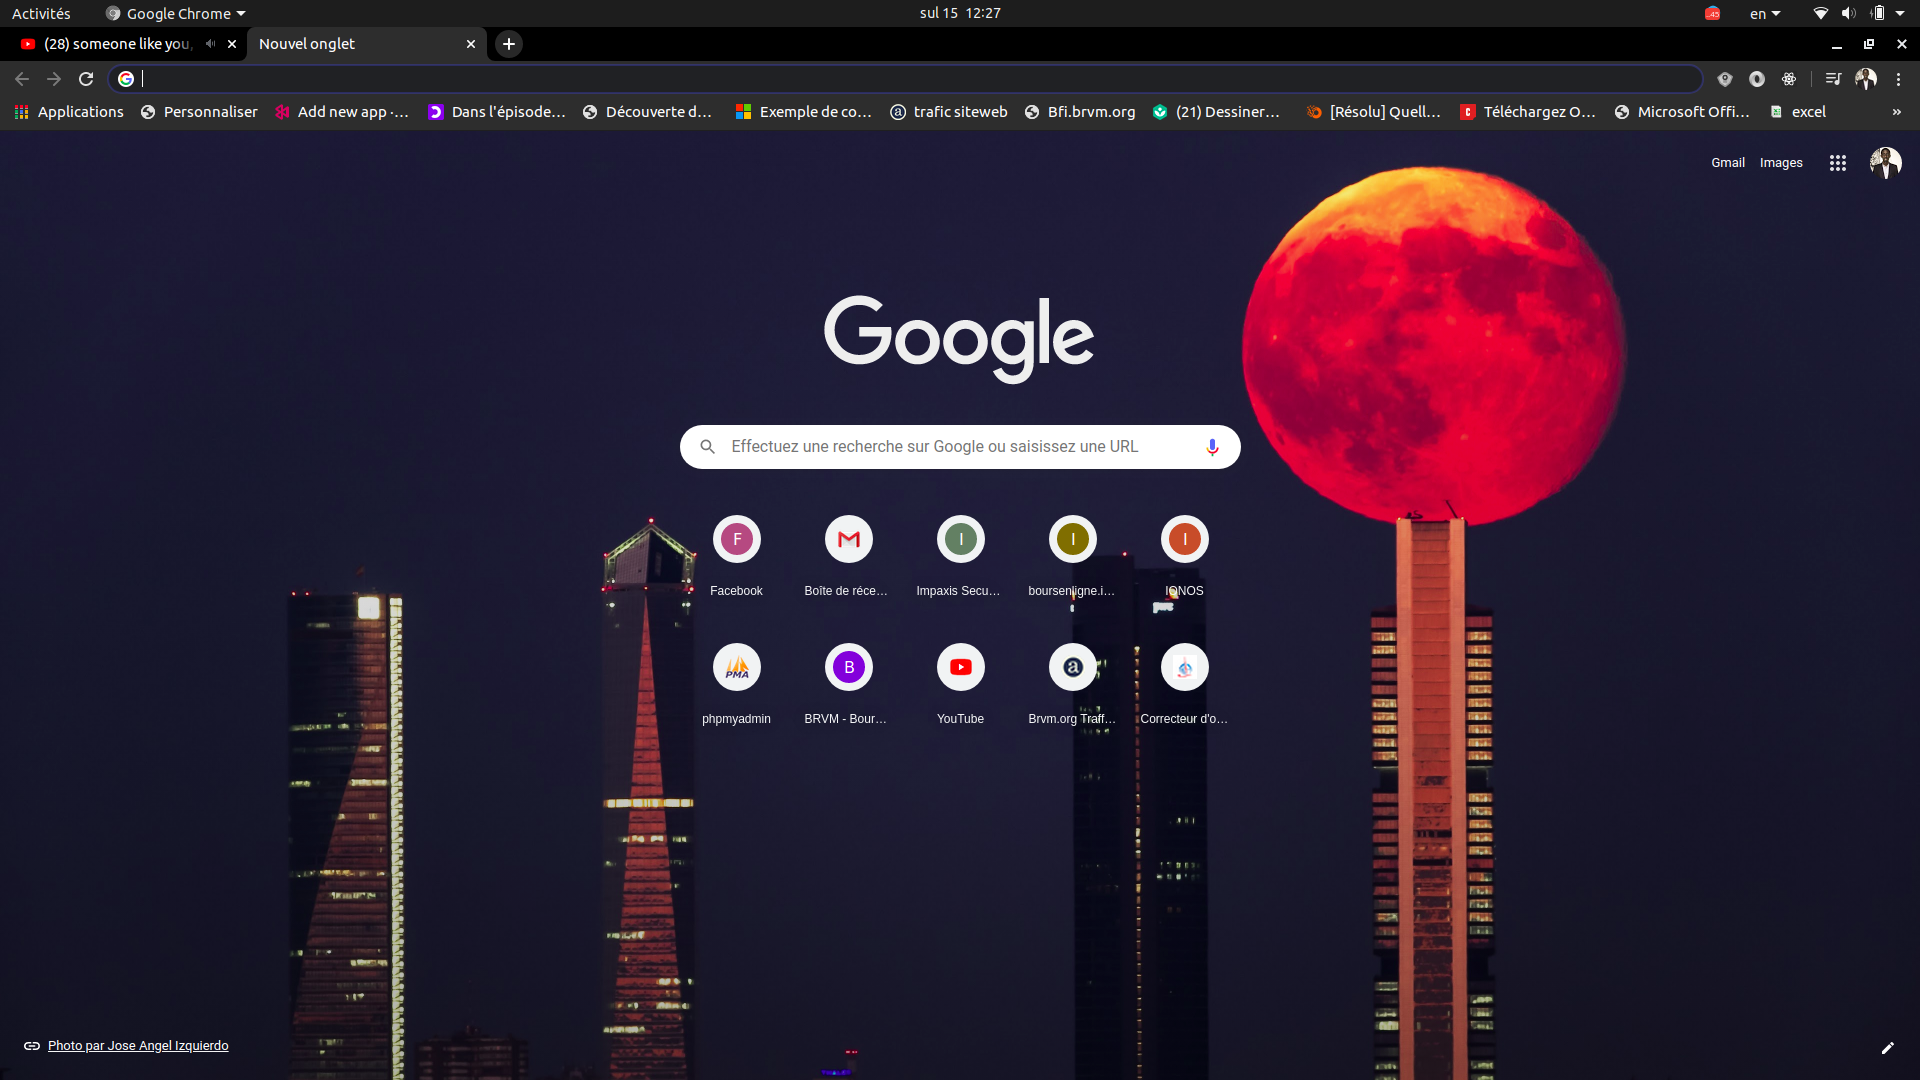 Activités Google Chrome sul 15 12:27 en
(28) someone like you, Nouvel onglet
Applications Personnaliser Add new app ·… Dans l'épisode… Découverte d… Exemple de co… trafic siteweb Bfi.brvm.org (21) Dessiner… [Résolu] Quell… Téléchargez O… Microsoft Offi… excel »
Gmail Images
Google
Effectuez une recherche sur Google ou saisissez une URL
F I I I
Facebook Boîte de réce… Impaxis Secu… boursenligne.i… IONOS
PMA B a
phpmyadmin BRVM - Bour… YouTube Brvm.org Traff… Correcteur d'o…
Photo par Jose Angel Izquierdo